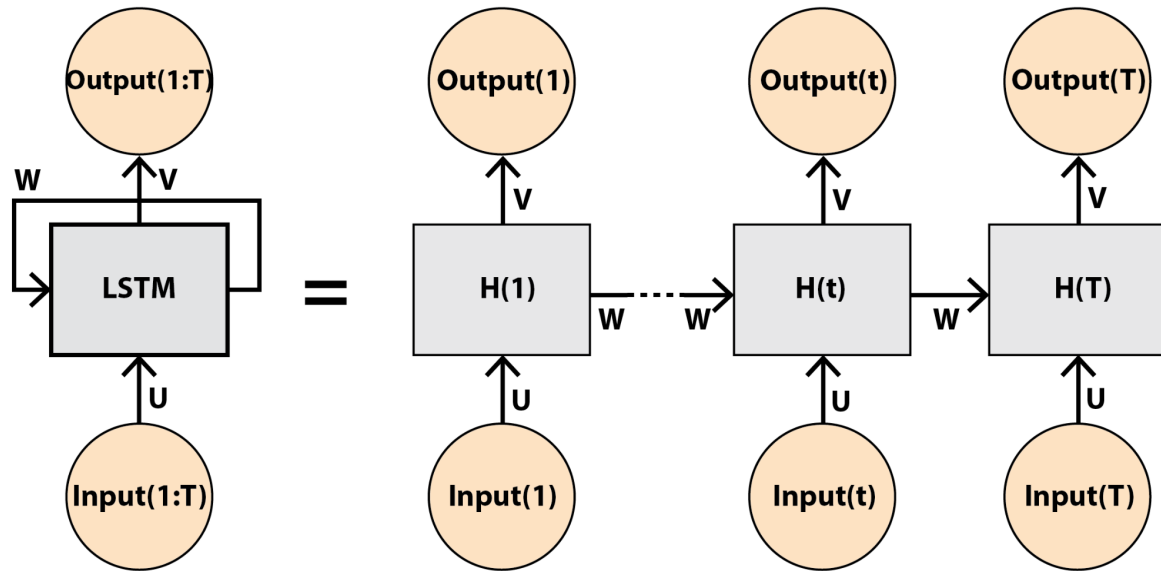 Output(1:T)
Output(1)
Output(t)
Output(T)
W
V
V
V
V
LSTM
=
H(1)
H(t)
H(T)
W
W
W
U
U
U
U
Input(1:T)
Input(1)
Input(t)
Input(T)